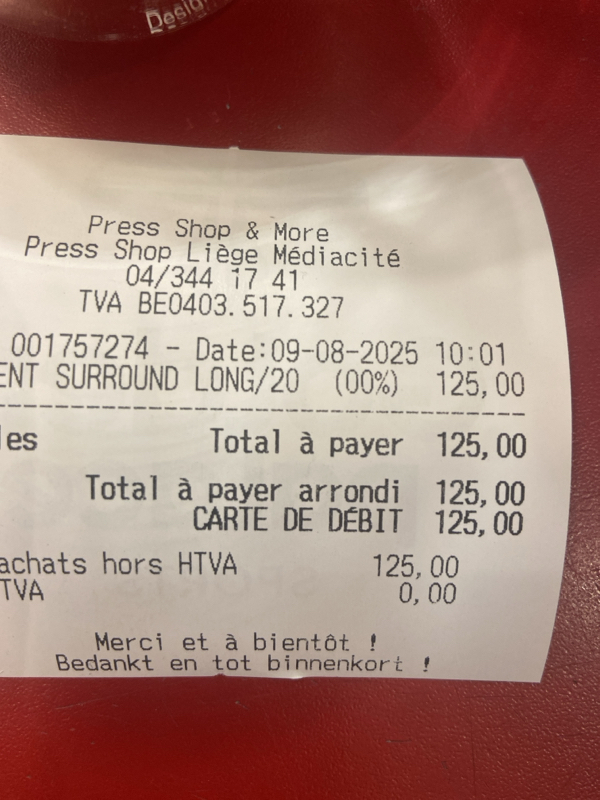 Design
Press Shop & More
Press Shop Liège Médiacité
04/344 17 41
TVA BE0403.517.327
001757274 - Date:09-08-2025 10:01
ENT SURROUND LONG/20 (00%) 125,00
les Total à payer 125,00
Total à payer arrondi 125,00
CARTE DE DÉBIT 125,00
achats hors HTVA 125,00
TVA 0,00
Merci et à bientôt !
Bedankt en tot binnenkort !